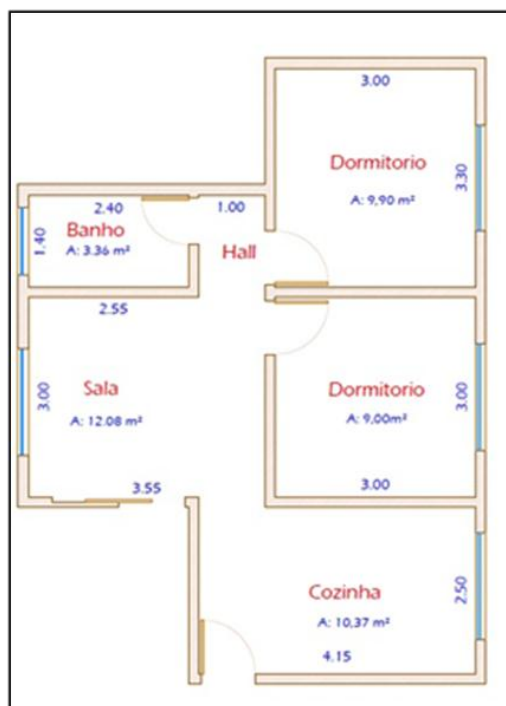 3.00
Dormitorio
A: 9,90 m²
3.30
2.40
1.00
Banho
A: 3.36 m²
1.40
Hall
2.55
Sala
A: 12.08 m²
3.00
3.55
Dormitorio
A: 9,00m²
3.00
3.00
Cozinha
A: 10,37 m²
2.50
4.15